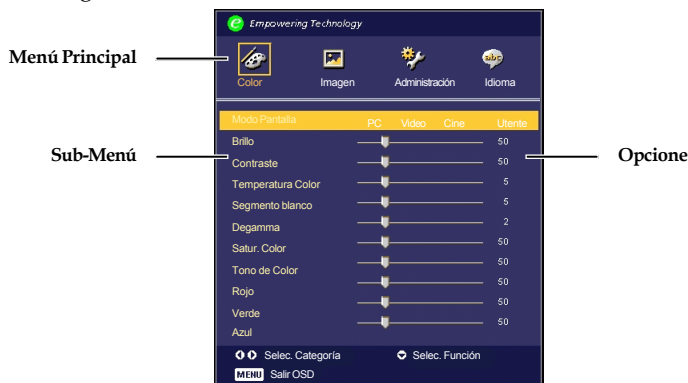 Empowering Technology
Menú Principal
Color Imagen Administración Idioma
Modo Pantalla PC Video Cine Utente
Brillo 50
Sub-Menú
Opcione
Contraste 50
Temperatura Color 5
Segmento blanco 5
Degamma 2
Satur. Color 50
Tono de Color 50
Rojo 50
Verde 50
Azul
Selec. Categoría Selec. Función
MENU Salir OSD